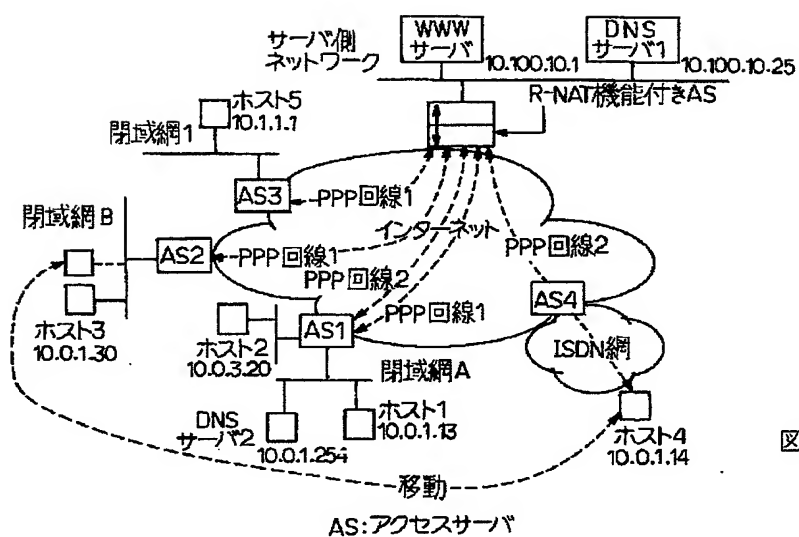 サーバ側
ネットワーク
WWW
サーバ
10.100.10.1
DNS
サーバ1
10.100.10.25
R-NAT機能付きAS
ホスト5
10.1.1.1
閉域網1
AS3
PPP回線1
インターネット
閉域網B
AS2
PPP回線1
PPP回線2
PPP回線2
PPP回線1
AS4
ISDN網
ホスト3
10.0.1.30
ホスト2
10.0.3.20
AS1
閉域網A
DNS
サーバ2
10.0.1.254
ホスト1
10.0.1.13
ホスト4
10.0.1.14
移動
図
AS:アクセスサーバ